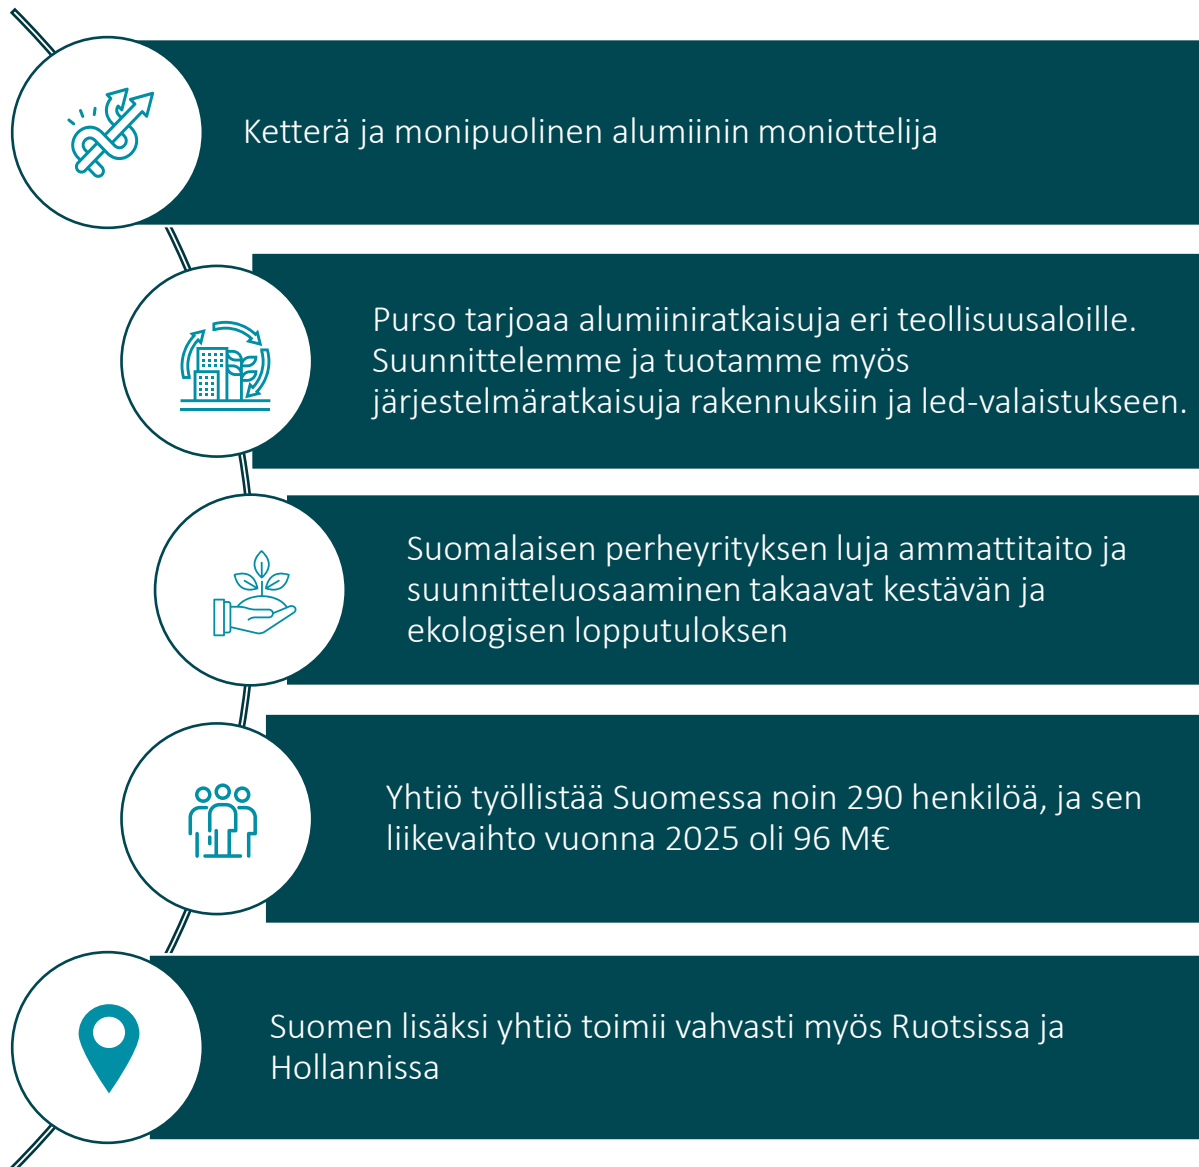 Ketterä ja monipuolinen alumiinin moniottelija
Purso tarjoaa alumiiniratkaisuja eri teollisuusaloille.
Suunnittelemme ja tuotamme myös
järjestelmäratkaisuja rakennuksiin ja led-valaistukseen.
Suomalaisen perheyrityksen luja ammattitaito ja
suunnitteluosaaminen takaavat kestävän ja
ekologisen lopputuloksen
Yhtiö työllistää Suomessa noin 290 henkilöä, ja sen
liikevaihto vuonna 2025 oli 96 M€
Suomen lisäksi yhtiö toimii vahvasti myös Ruotsissa ja
Hollannissa